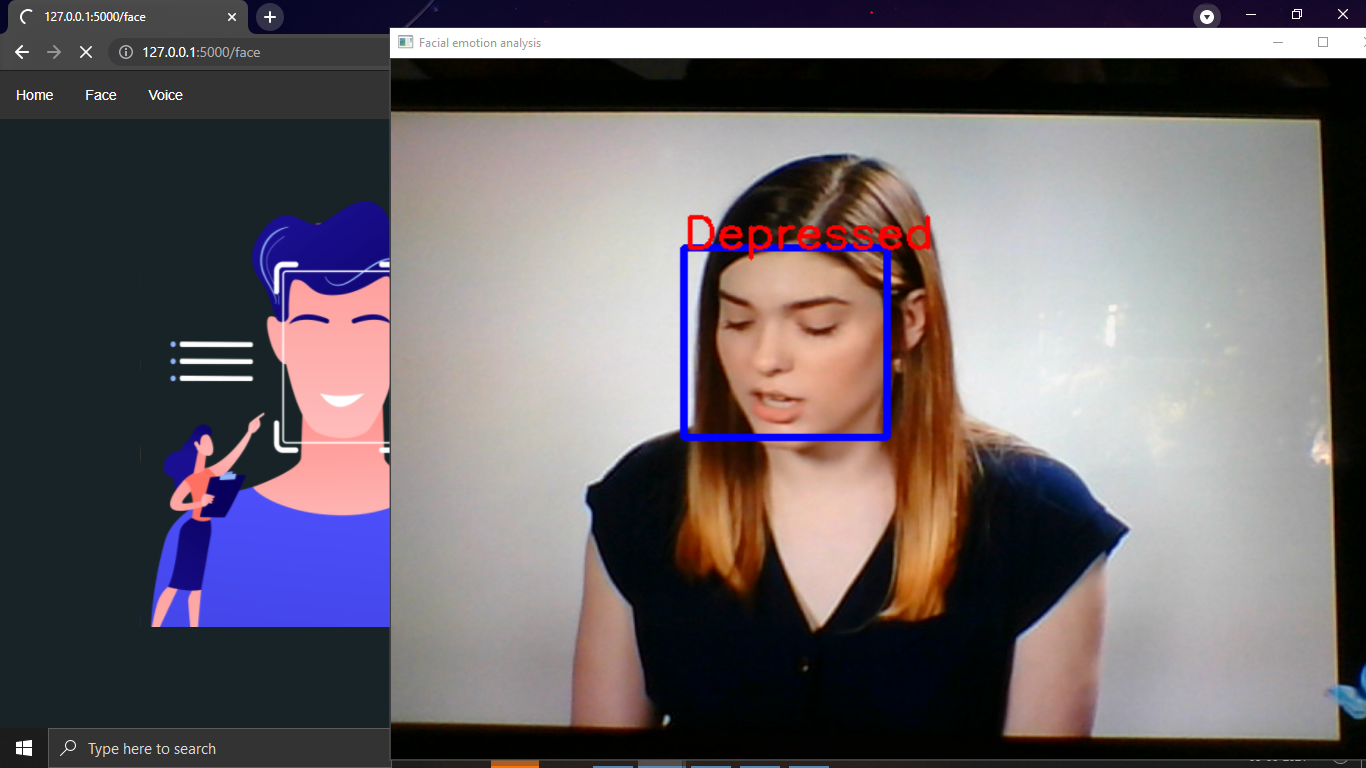 127.0.0.1:5000/face
127.0.0.1:5000/face
Facial emotion analysis
Home Face Voice
Depressed
Type here to search